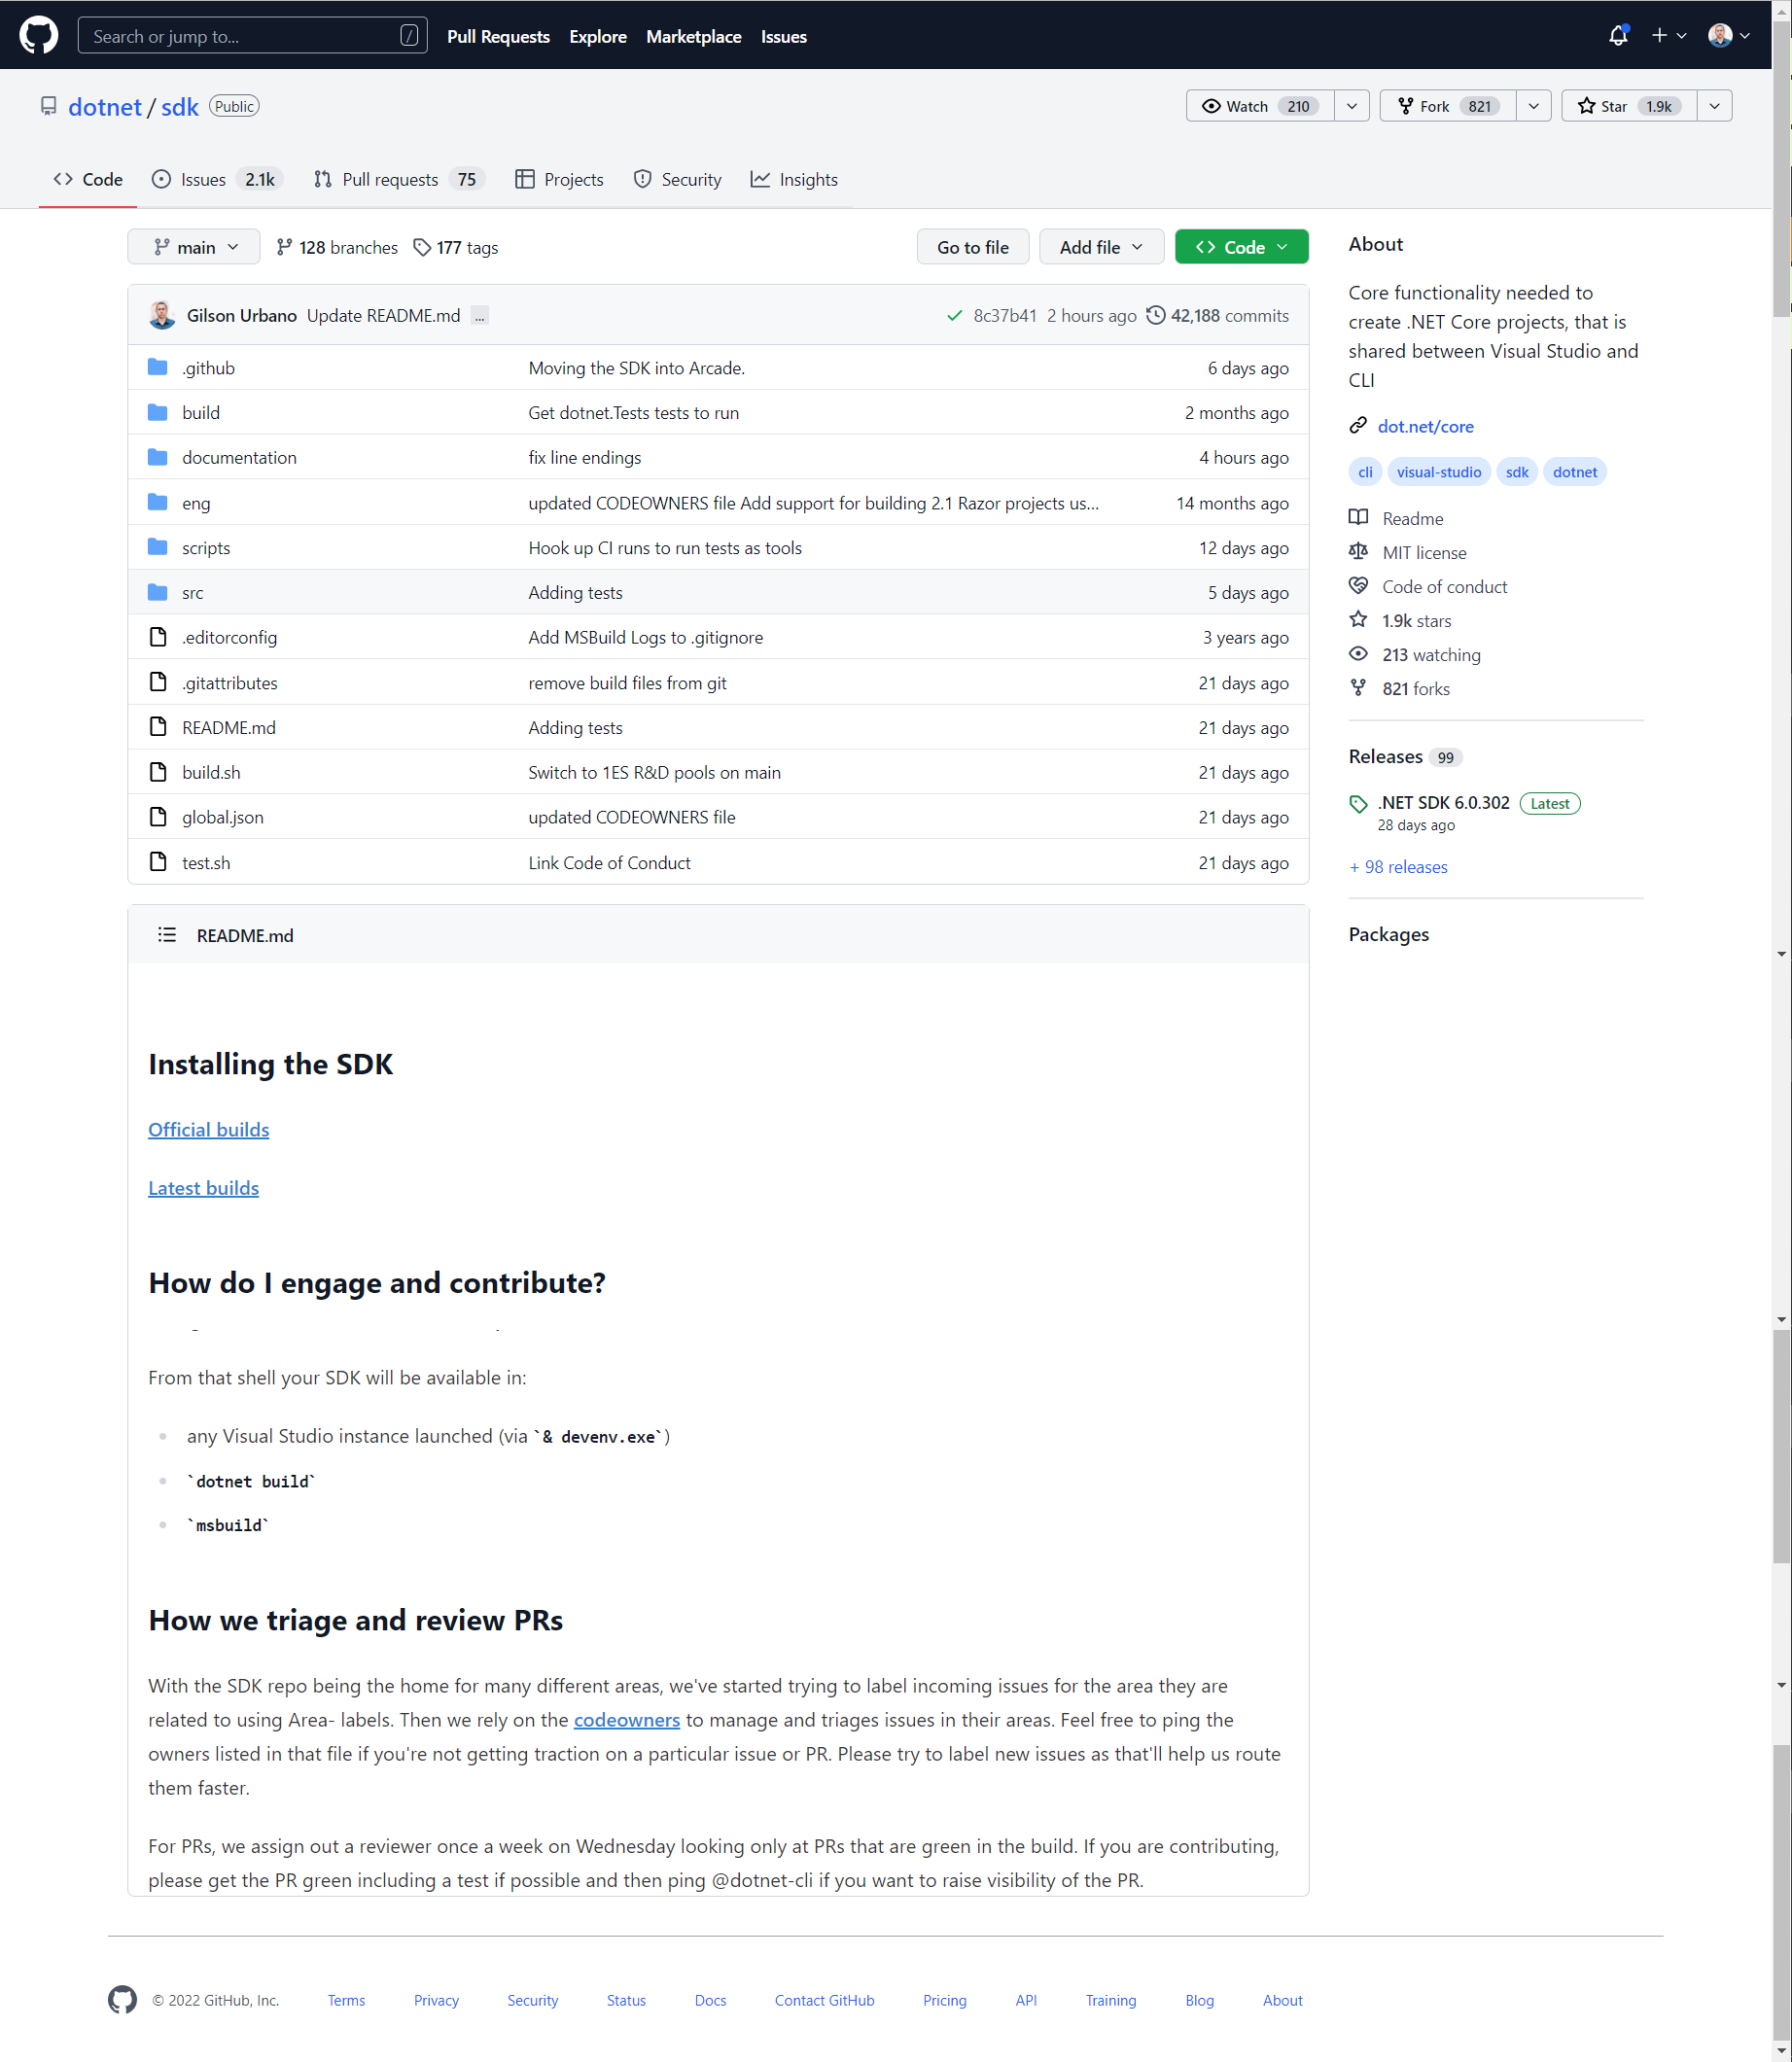 Search or jump to... /
Pull Requests Explore Marketplace Issues
dotnet / sdk Public
Watch 210
Fork 821
Star 1.9k
Code
Issues 2.1k
Pull requests 75
Projects
Security
Insights
main
128 branches
177 tags
Go to file
Add file
Code
Gilson Urbano Update README.md ...
8c37b41 2 hours ago 42,188 commits
.github Moving the SDK into Arcade. 6 days ago
build Get dotnet.Tests tests to run 2 months ago
documentation fix line endings 4 hours ago
eng updated CODEOWNERS file Add support for building 2.1 Razor projects us... 14 months ago
scripts Hook up CI runs to run tests as tools 12 days ago
src Adding tests 5 days ago
.editorconfig Add MSBuild Logs to .gitignore 3 years ago
.gitattributes remove build files from git 21 days ago
README.md Adding tests 21 days ago
build.sh Switch to 1ES R&D pools on main 21 days ago
global.json updated CODEOWNERS file 21 days ago
test.sh Link Code of Conduct 21 days ago
About
Core functionality needed to
create .NET Core projects, that is
shared between Visual Studio and
CLI
dot.net/core
cli visual-studio sdk dotnet
Readme
MIT license
Code of conduct
1.9k stars
213 watching
821 forks
Releases 99
.NET SDK 6.0.302 Latest
28 days ago
+ 98 releases
Packages
README.md
Installing the SDK
Official builds
Latest builds
How do I engage and contribute?
From that shell your SDK will be available in:
any Visual Studio instance launched (via `& devenv.exe`)
`dotnet build`
`msbuild`
How we triage and review PRs
With the SDK repo being the home for many different areas, we've started trying to label incoming issues for the area they are
related to using Area- labels. Then we rely on the codeowners to manage and triages issues in their areas. Feel free to ping the
owners listed in that file if you're not getting traction on a particular issue or PR. Please try to label new issues as that'll help us route
them faster.
For PRs, we assign out a reviewer once a week on Wednesday looking only at PRs that are green in the build. If you are contributing,
please get the PR green including a test if possible and then ping @dotnet-cli if you want to raise visibility of the PR.
© 2022 GitHub, Inc. Terms Privacy Security Status Docs Contact GitHub Pricing API Training Blog About